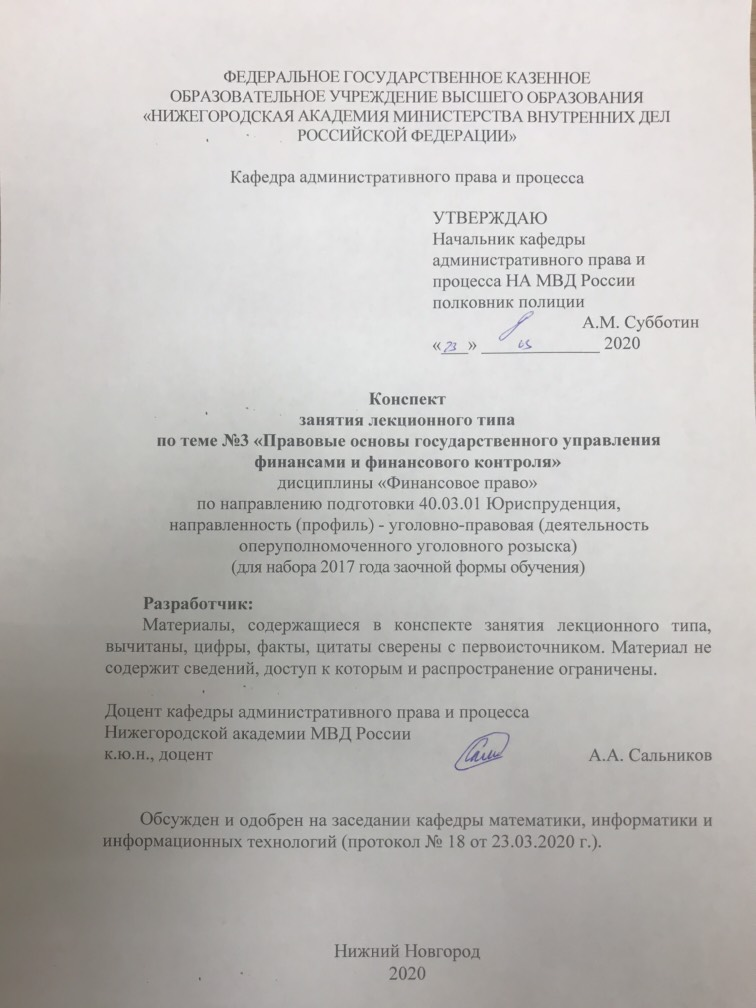 ФЕДЕРАЛЬНОЕ ГОСУДАРСТВЕННОЕ КАЗЕННОЕ
ОБРАЗОВАТЕЛЬНОЕ УЧРЕЖДЕНИЕ ВЫСШЕГО ОБРАЗОВАНИЯ
«НИЖЕГОРОДСКАЯ АКАДЕМИЯ МИНИСТЕРСТВА ВНУТРЕННИХ ДЕЛ
РОССИЙСКОЙ ФЕДЕРАЦИИ»
Кафедра административного права и процесса
УТВЕРЖДАЮ
Начальник кафедры
административного права и
процесса НА МВД России
полковник полиции
А.М. Субботин
«23» 03 2020
Конспект
занятия лекционного типа
по теме №3 «Правовые основы государственного управления
финансами и финансового контроля»
дисциплины «Финансовое право»
по направлению подготовки 40.03.01 Юриспруденция,
направленность (профиль) - уголовно-правовая (деятельность
оперуполномоченного уголовного розыска)
(для набора 2017 года заочной формы обучения)
Разработчик:
Материалы, содержащиеся в конспекте занятия лекционного типа,
вычитаны, цифры, факты, цитаты сверены с первоисточником. Материал не
содержит сведений, доступ к которым и распространение ограничены.
Доцент кафедры административного права и процесса
Нижегородской академии МВД России
к.ю.н., доцент А.А. Сальников
Обсужден и одобрен на заседании кафедры математики, информатики и
информационных технологий (протокол № 18 от 23.03.2020 г.).
Нижний Новгород
2020